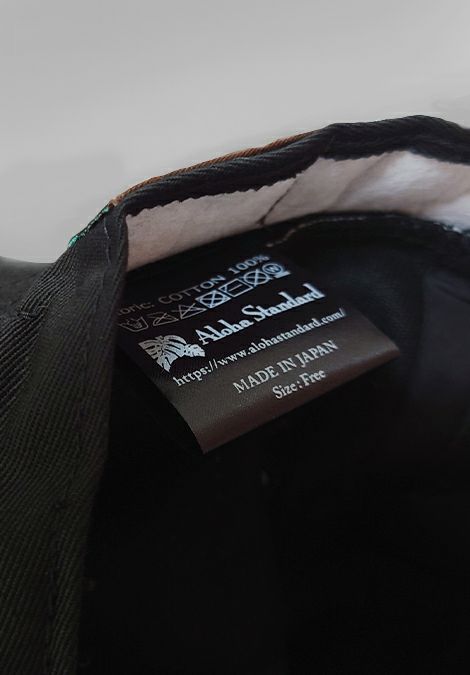 COTTON 100%
Aloha Standard
https://www.alohastandard.com/
MADE IN JAPAN
Size : Free